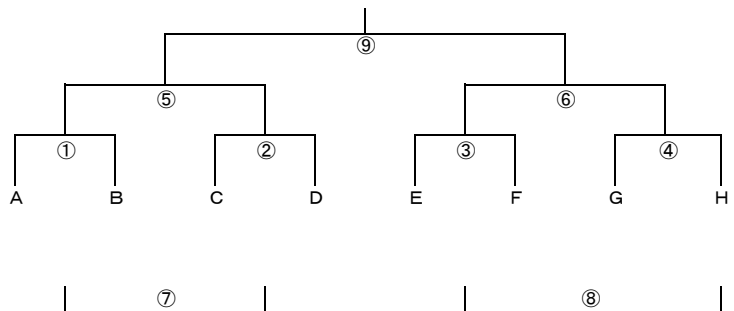 ⑨
⑤ ⑥
① ② ③ ④
A B C D E F G H
⑦ ⑧